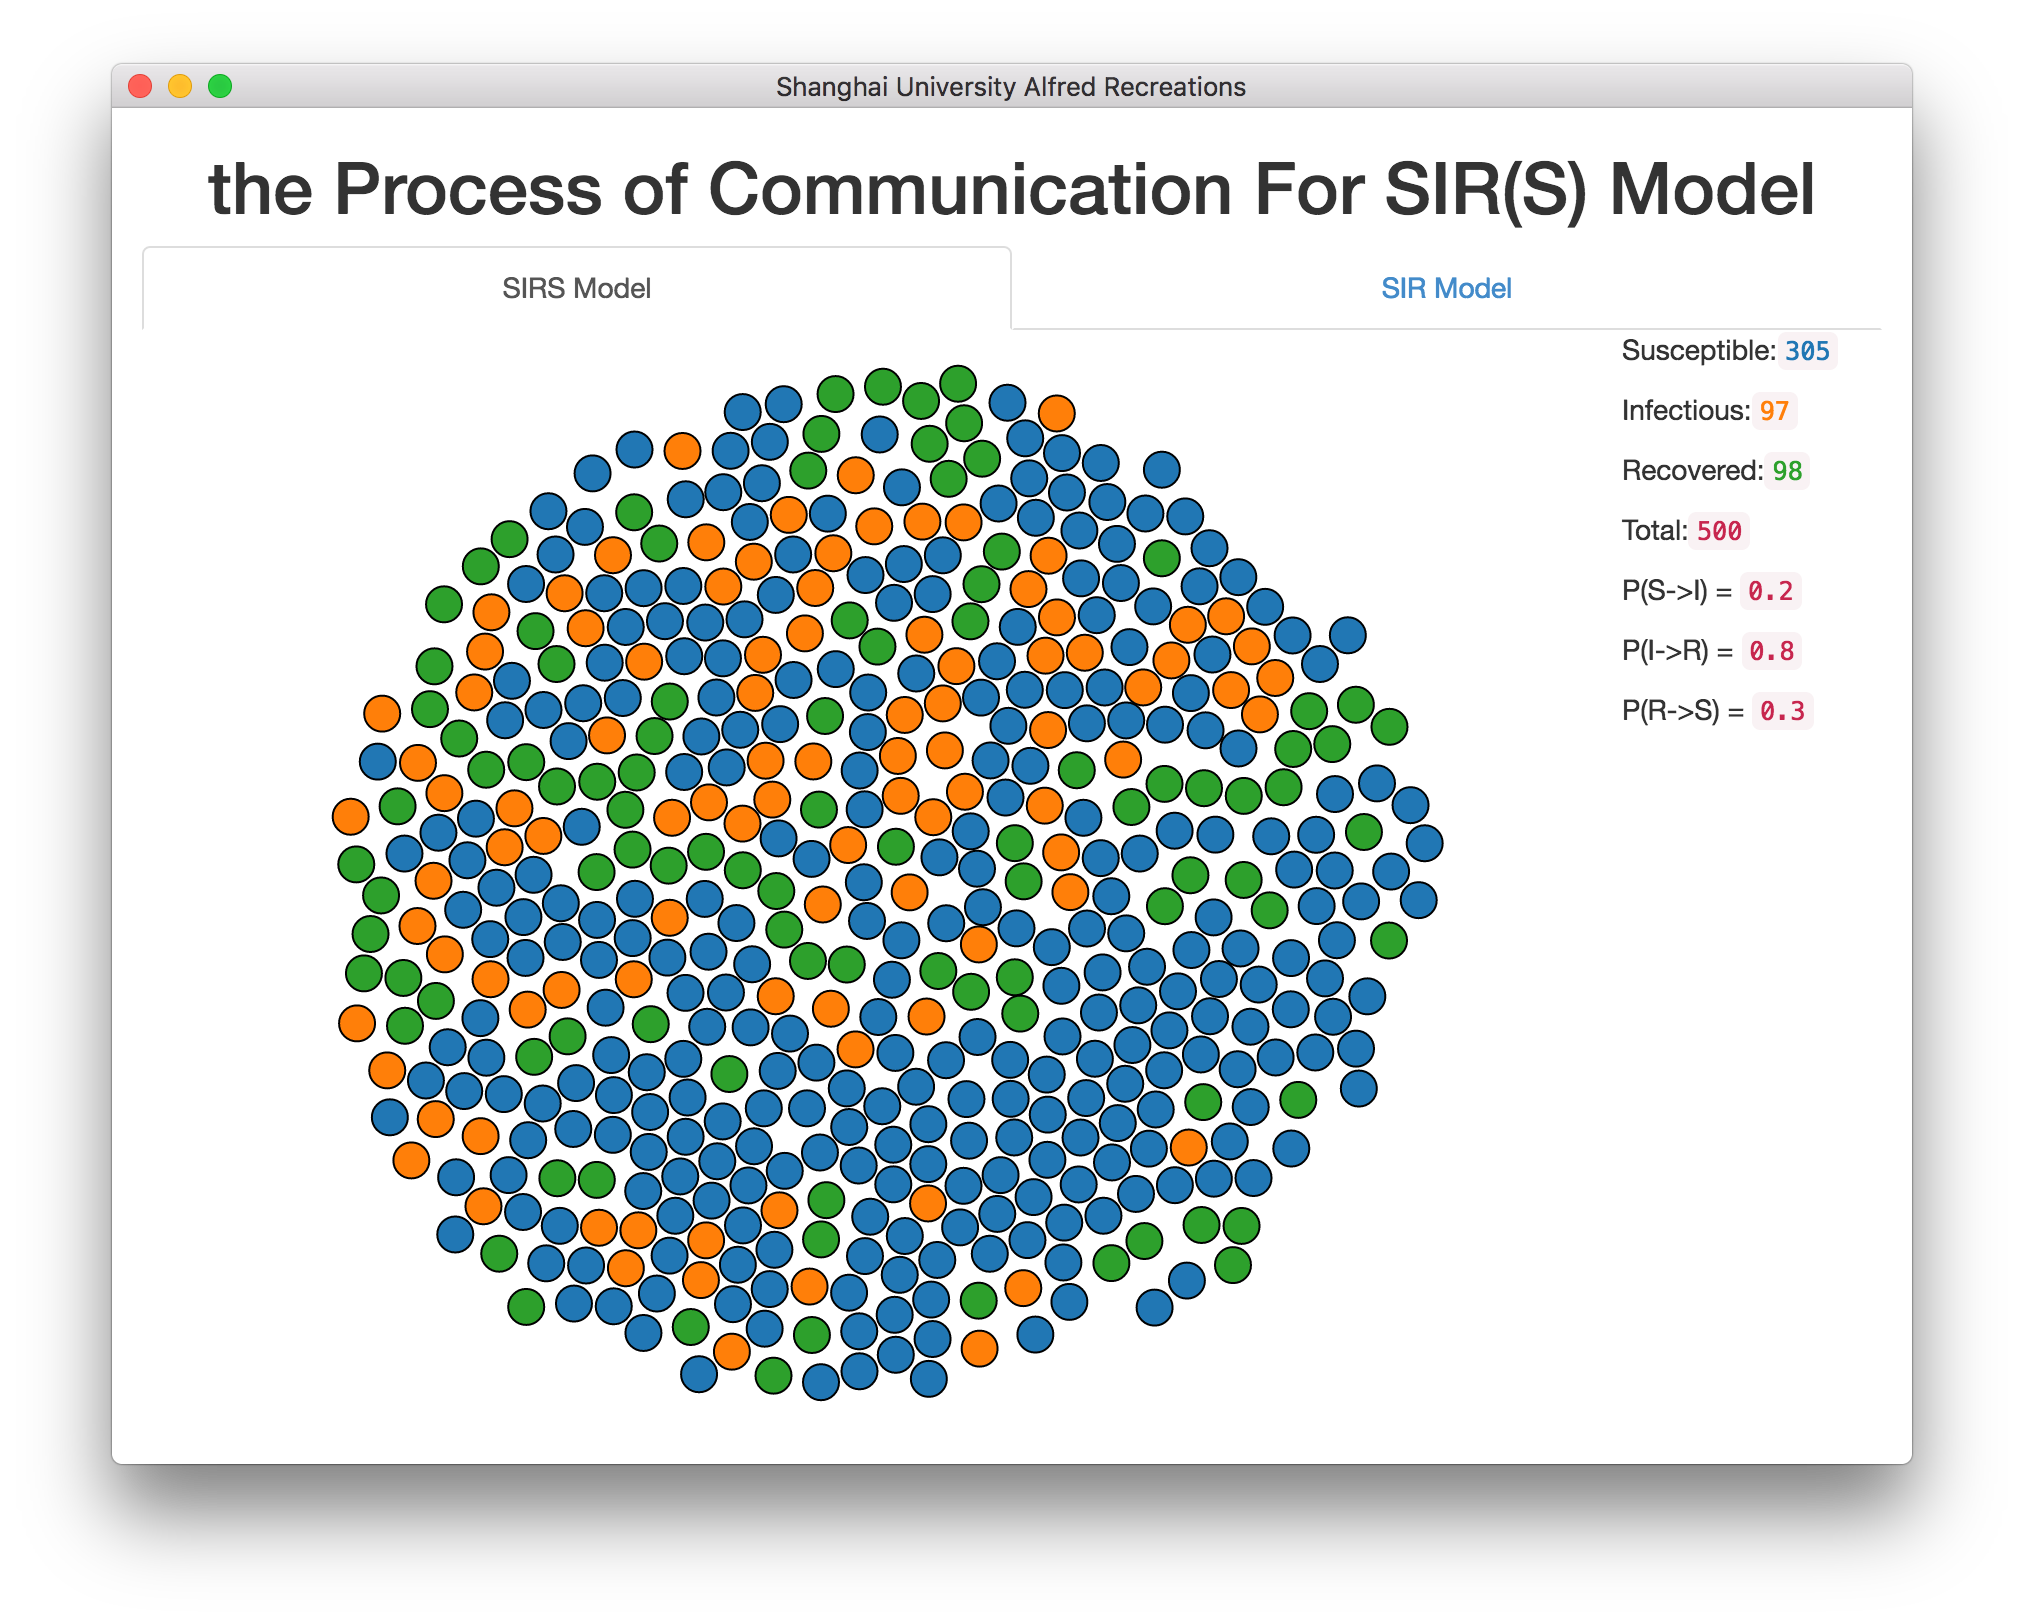 Shanghai University Alfred Recreations
the Process of Communication For SIR(S) Model
SIRS Model
SIR Model
Susceptible: 305
Infectious: 97
Recovered: 98
Total: 500
P(S->I) = 0.2
P(I->R) = 0.8
P(R->S) = 0.3